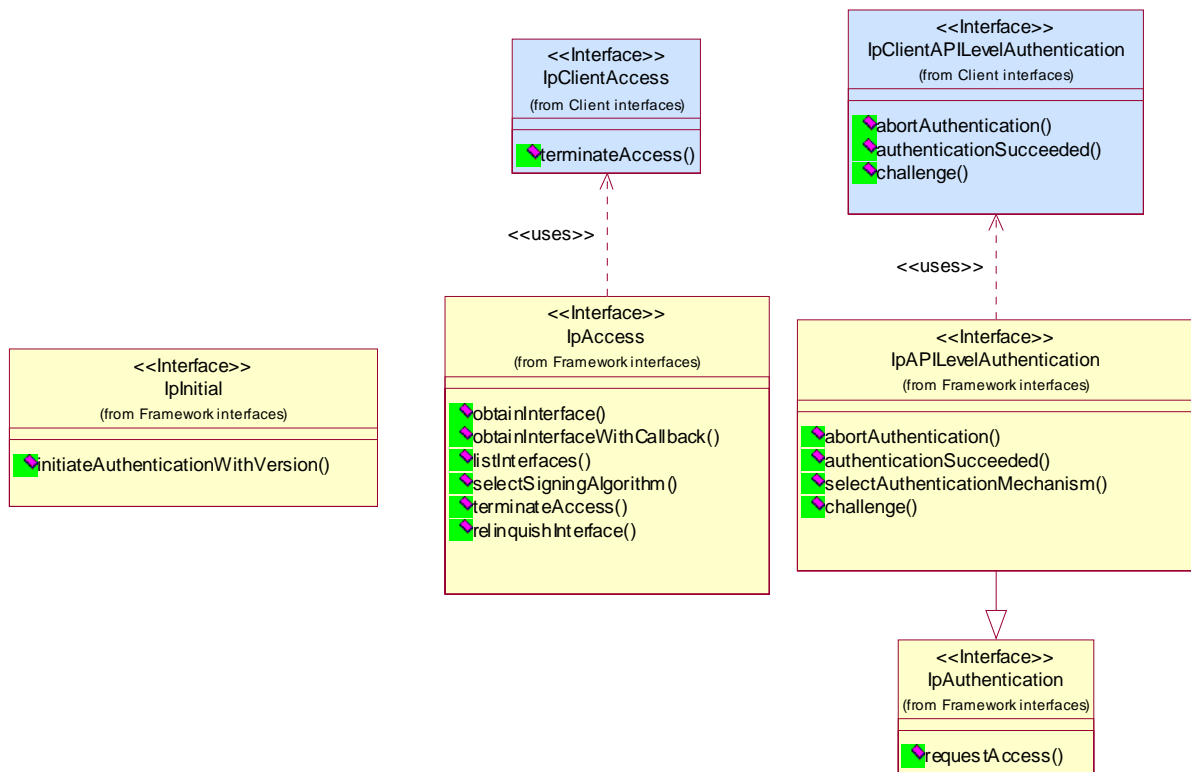 <<Interface>>
IpClientAccess
(from Client interfaces)
terminateAccess()
<<Interface>>
IpClientAPILevelAuthentication
(from Client interfaces)
abortAuthentication()
authenticationSucceeded()
challenge()
<<uses>>
<<uses>>
<<Interface>>
IpInitial
(from Framework interfaces)
initiateAuthenticationWithVersion()
<<Interface>>
IpAccess
(from Framework interfaces)
obtainInterface()
obtainInterfaceWithCallback()
listInterfaces()
selectSigningAlgorithm()
terminateAccess()
relinquishInterface()
<<Interface>>
IpAPILevelAuthentication
(from Framework interfaces)
abortAuthentication()
authenticationSucceeded()
selectAuthenticationMechanism()
challenge()
<<Interface>>
IpAuthentication
(from Framework interfaces)
requestAccess()